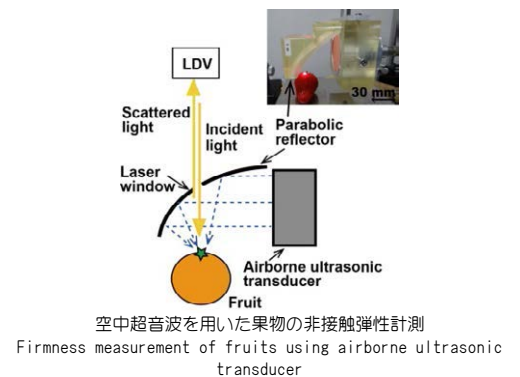 LDV
Scattered
light
Incident
light
Parabolic
reflector
30 mm
Laser
window
Airborne ultrasonic
transducer
Fruit
空中超音波を用いた果物の非接触弾性計測
Firmness measurement of fruits using airborne ultrasonic
transducer